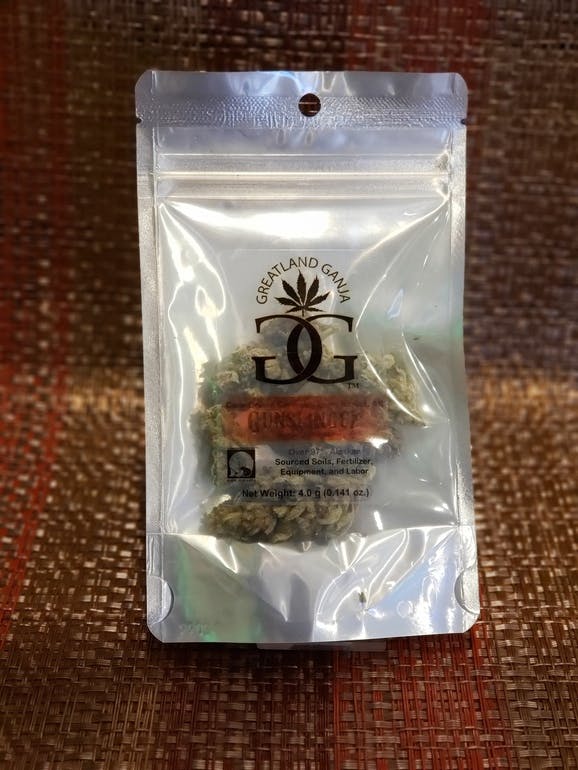 GREATLAND GANJA
GG
TM
GUNSLINGER
Over 97% Alaskan
Sourced Soils, Fertilizer,
Equipment, and Labor
Net Weight: 4.0 g (0.141 oz.)